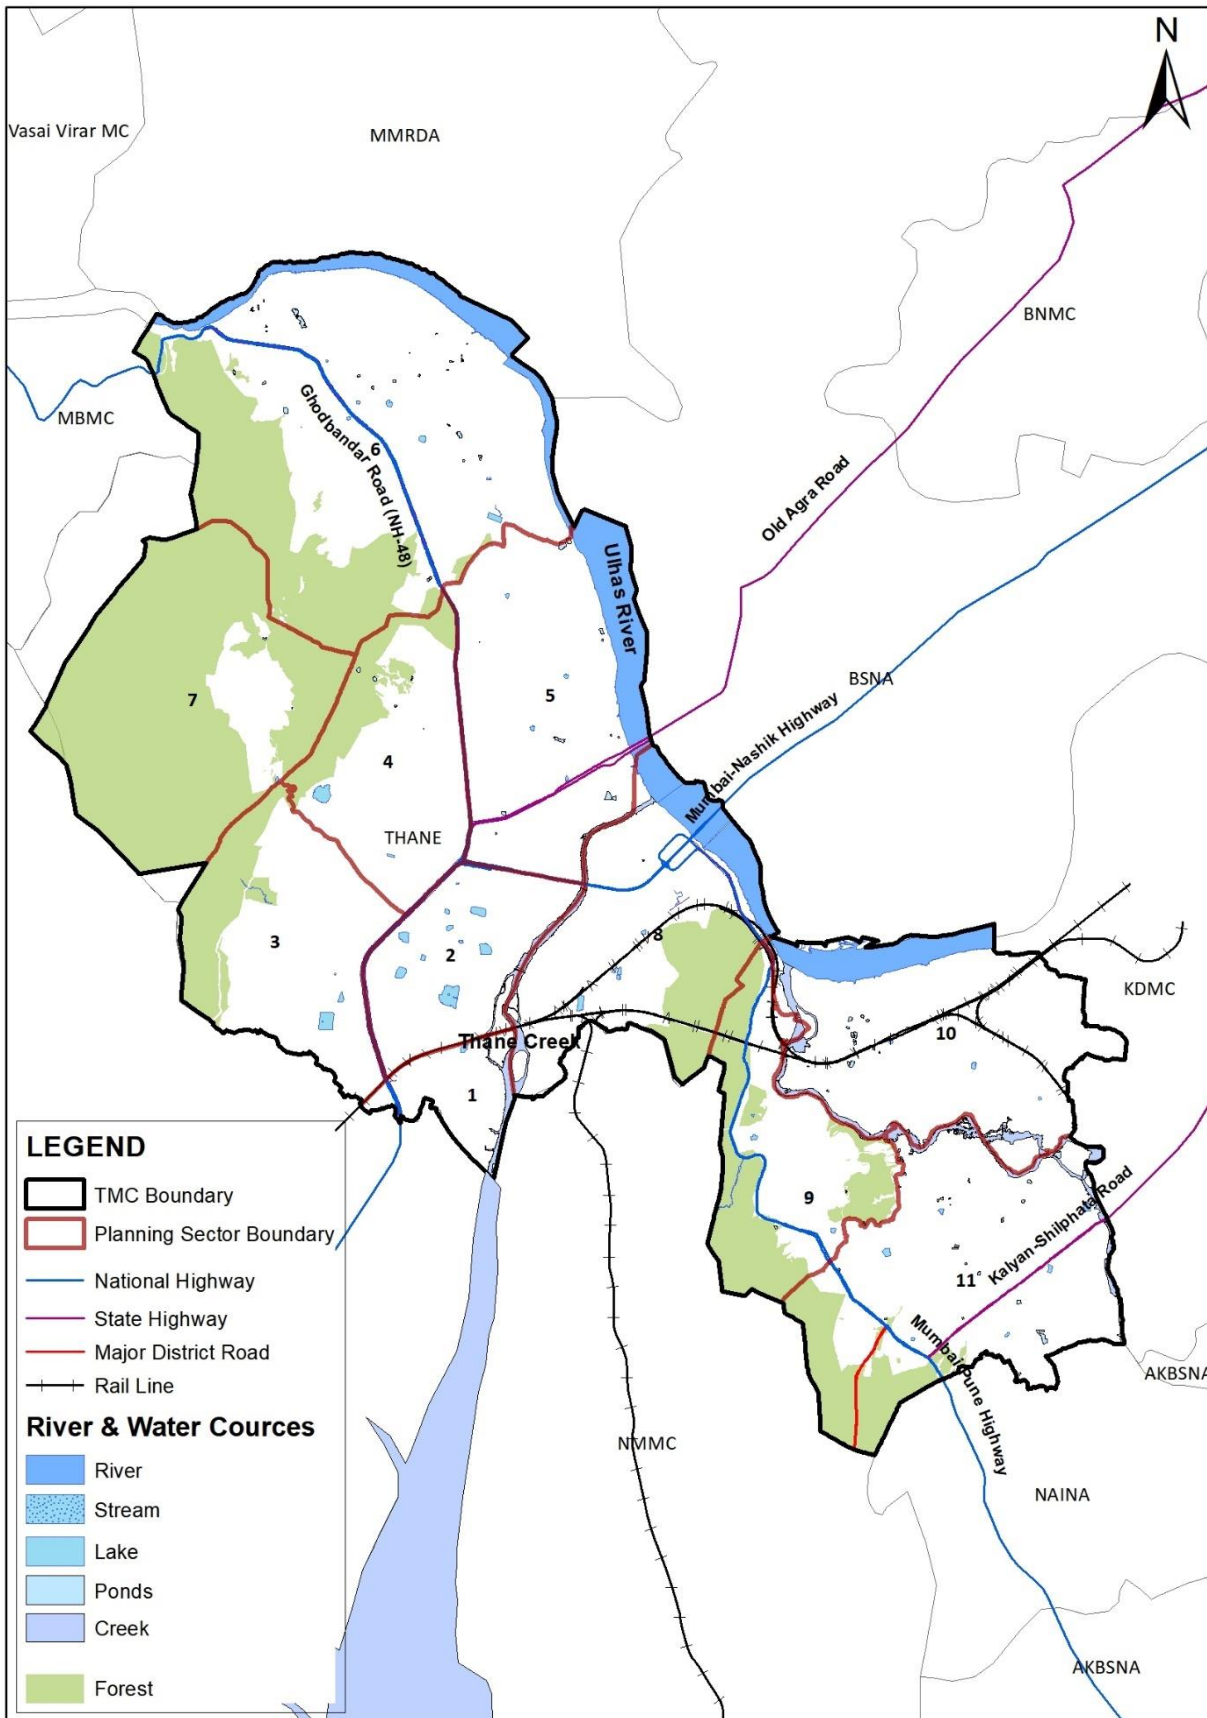 N
Vasai Virar MC
MMRDA
BNMC
MBMC
Ghodbandar Road (NH-48)
6
Old Agra Road
Ulhas River
BSNA
7
5
4
Mumbai-Nashik Highway
THANE
3
2
8
KDMC
Thane Creek
10
1
9
Kalyan-Shilphata Road
11
Mumbai Pune Highway
AKBSNA
NMMC
NAINA
AKBSNA
LEGEND
TMC Boundary
Planning Sector Boundary
National Highway
State Highway
Major District Road
Rail Line
River & Water Cources
River
Stream
Lake
Ponds
Creek
Forest